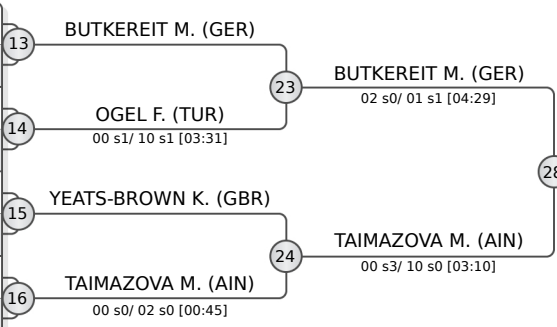 BUTKEREIT M. (GER)
13
23
BUTKEREIT M. (GER)
02 s0/ 01 s1 [04:29]
OGEL F. (TUR)
14
00 s1/ 10 s1 [03:31]
28
YEATS-BROWN K. (GBR)
15
24
TAIMAZOVA M. (AIN)
00 s3/ 10 s0 [03:10]
TAIMAZOVA M. (AIN)
16
00 s0/ 02 s0 [00:45]